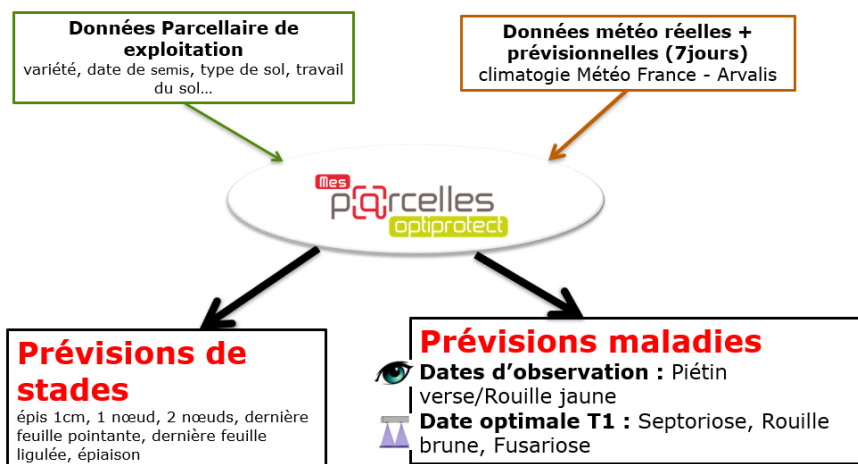 Données Parcellaire de
exploitation
variété, date de semis, type de sol, travail
du sol…
Données météo réelles +
prévisionnelles (7jours)
climatogie Météo France - Arvalis
Mes
p@rcelles
optiprotect
Prévisions de
stades
épis 1cm, 1 nœud, 2 nœuds, dernière
feuille pointante, dernière feuille
ligulée, épiaison
Prévisions maladies
Dates d’observation : Piétin
verse/Rouille jaune
Date optimale T1 : Septoriose, Rouille
brune, Fusariose